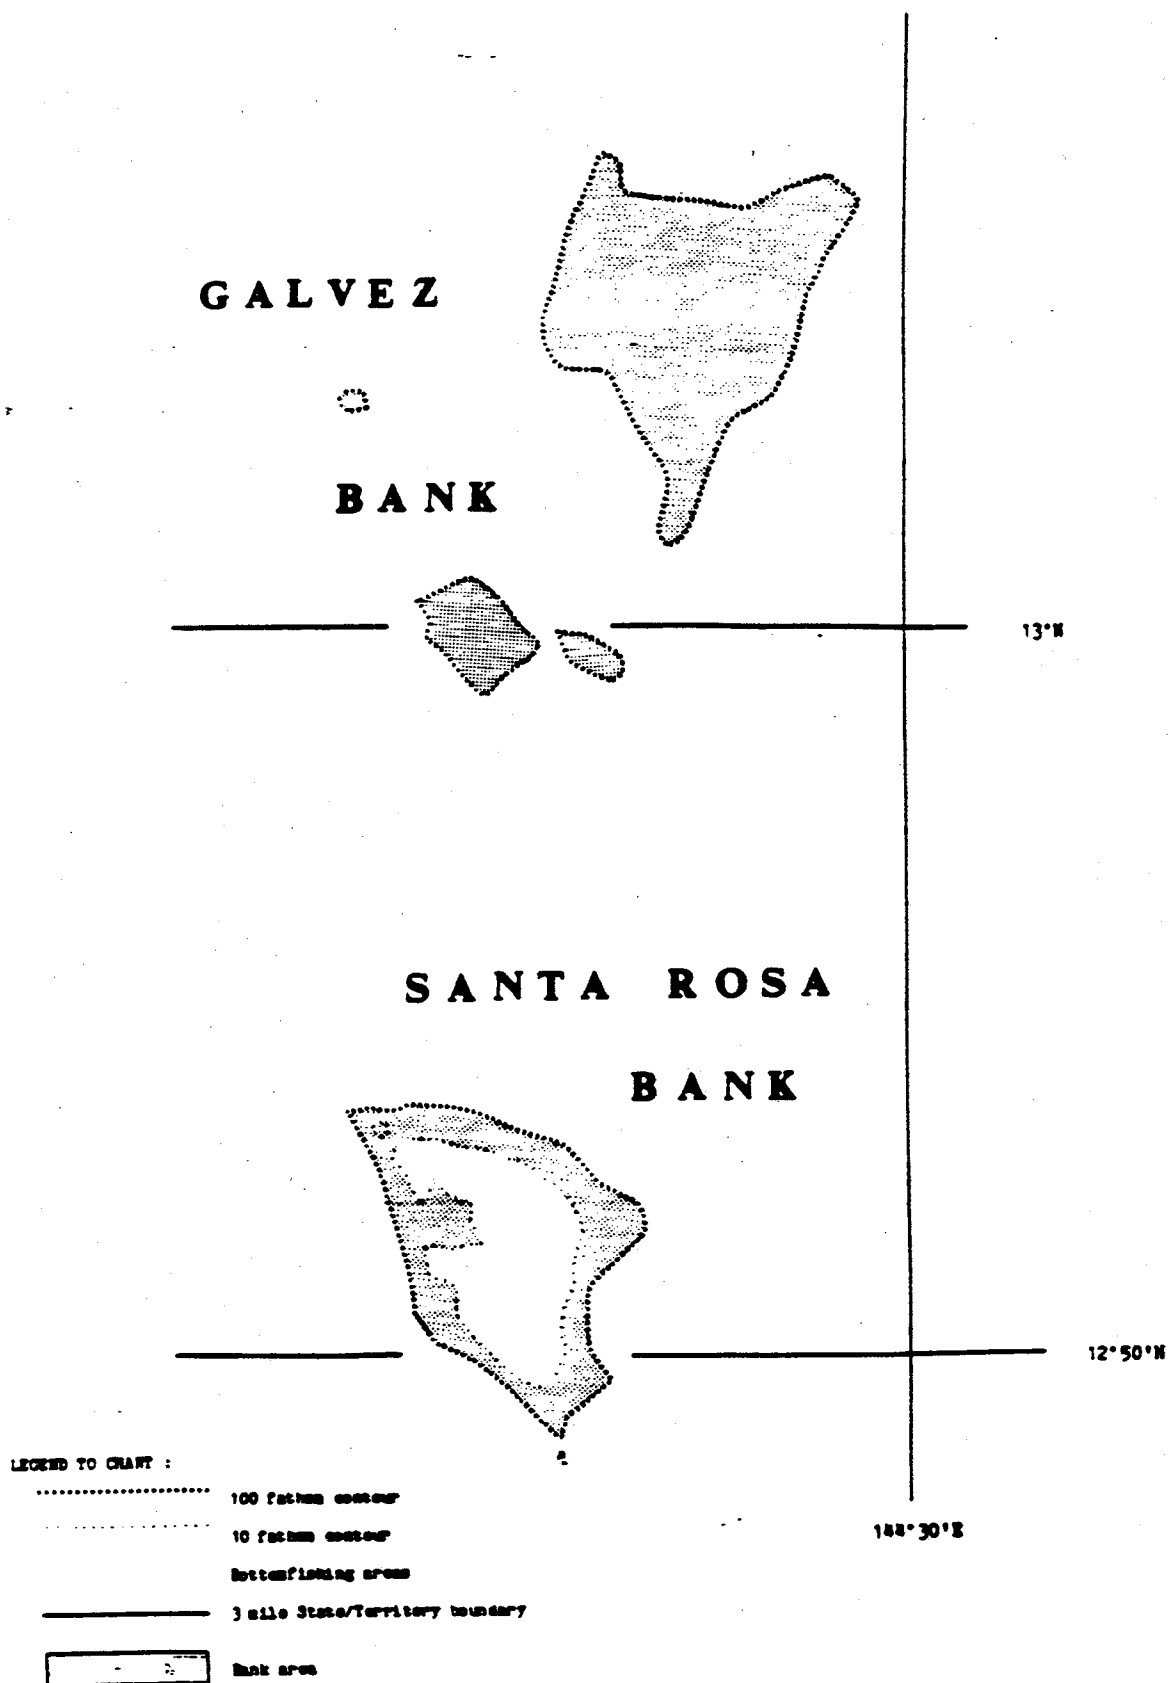 GALVEZ
BANK
13°N
SANTA ROSA
BANK
12°50'N
144°30'E
LEGEND TO CHART :
100 fathom contour
10 fathom contour
Bottomfishing areas
3 mile State/Territory boundary
Bank area